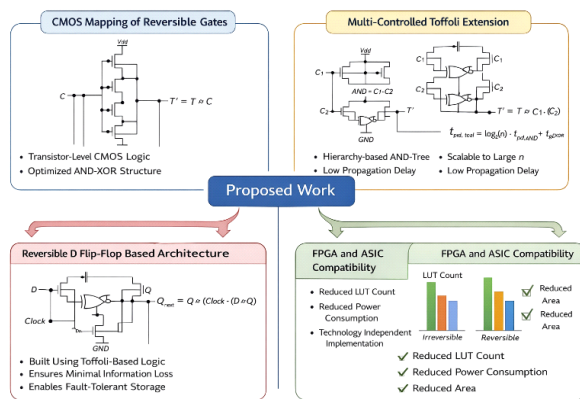 CMOS Mapping of Reversible Gates
Vdd
C
T' = T ⊕ C
• Transistor-Level CMOS Logic
• Optimized AND-XOR Structure
Multi-Controlled Toffoli Extension
Vdd
C1
AND = C1-C2
C2
T'
GND
C1
C2
T' = T ⊕ C1·(C2)
• Hierarchy-based AND-Tree
• Low Propagation Delay
• Scalable to Large n
• Low Propagation Delay
Proposed Work
Reversible D Flip-Flop Based Architecture
D
Q
Clock
GND
• Built Using Toffoli-Based Logic
• Ensures Minimal Information Loss
• Enables Fault-Tolerant Storage
FPGA and ASIC
Compatibility
• Reduced LUT Count
• Reduced Power
Consumption
• Technology Independent
Implementation
FPGA and ASIC Compatibility
LUT Count
Irreversible
Reversible
Reduced
Area
Reduced
Area
✓ Reduced LUT Count
✓ Reduced Power Consumption
✓ Reduced Area